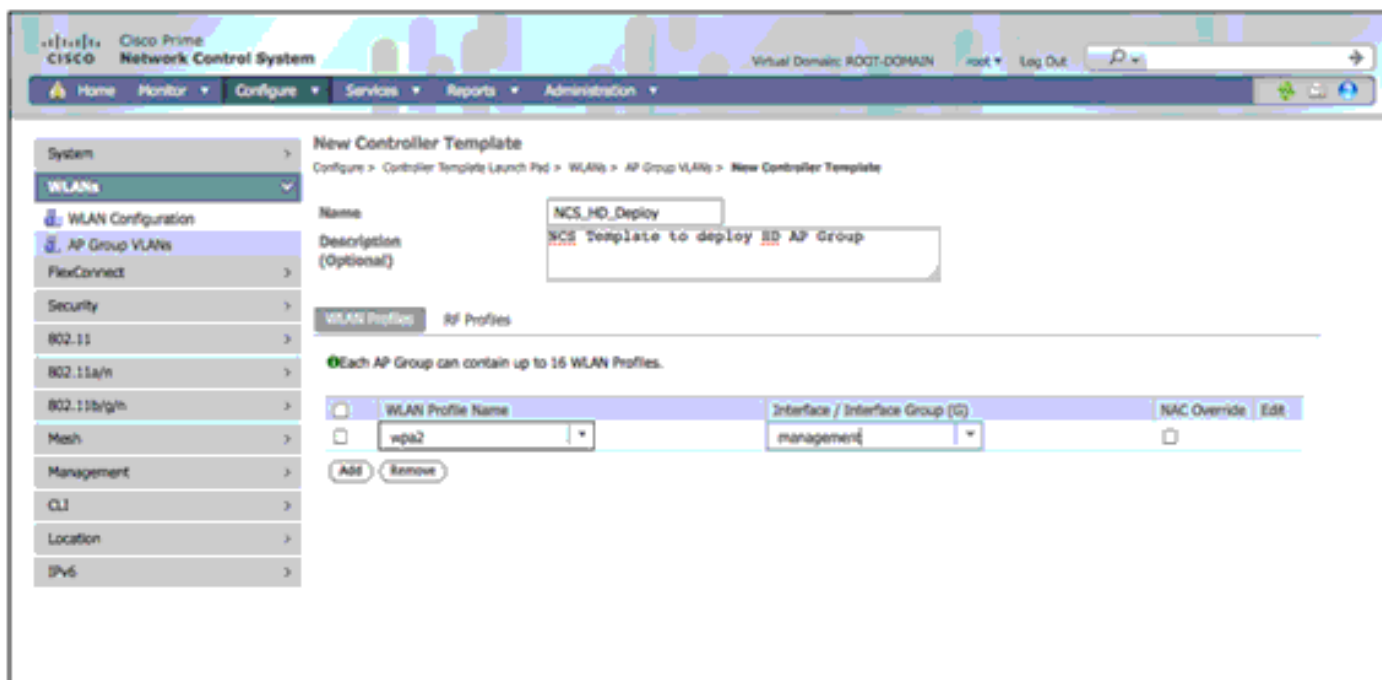 Cisco Prime
CISCO Network Control System
Virtual Domain: ROOT-DOMAIN root Log Out
Home Monitor Configure Services Reports Administration
System
WLANs
WLAN Configuration
AP Group VLANs
FlexConnect
Security
802.11
802.11a/n
802.11b/g/n
Mesh
Management
CLI
Location
IPv6
New Controller Template
Configure > Controller Template Launch Pad > WLANs > AP Group VLANs > New Controller Template
Name NCS_HD_Deploy
Description NCS Template to deploy HD AP Group
(Optional)
WLAN Profiles RF Profiles
Each AP Group can contain up to 16 WLAN Profiles.
WLAN Profile Name Interface / Interface Group (G) NAC Override Edit
wpa2 management
Add Remove